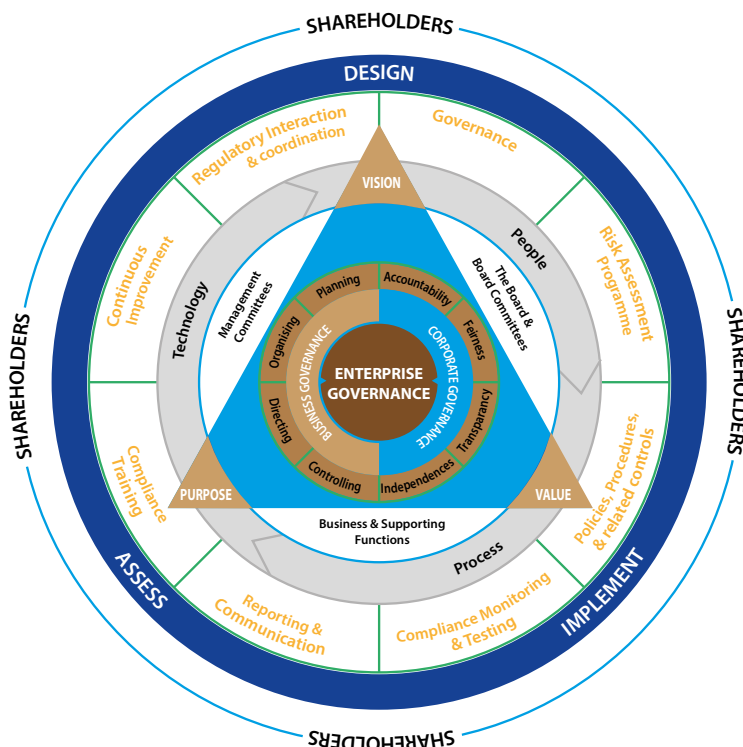 SHAREHOLDERS
DESIGN
Regulatory Interaction
& coordination
Governance
VISION
People
Risk Assessment
Programme
Continuous
Improvement
Technology
Management
Committees
The Board &
Board Committees
Planning
Accountability
Organising
Feirness
SHAREHOLDERS
SHAREHOLDERS
BUSINESS GOVERNANCE
ENTERPRISE
GOVERNANCE
CORPORATE GOVERNANCE
Directing
Transparancy
Controlling
Independences
Compliance
Training
PURPOSE
VALUE
Policies, Procedures,
& related controls
Business & Supporting
Functions
Process
ASSESS
IMPLEMENT
Reporting &
Communication
Compliance Monitoring
& Testing
SHAREHOLDERS